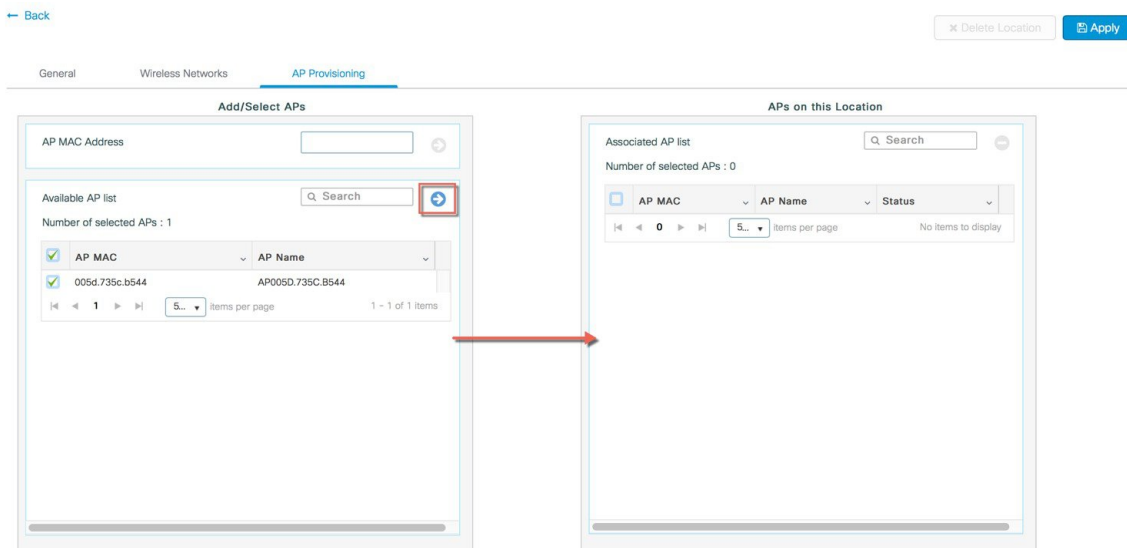 ← Back
✖ Delete Location
Apply
General
Wireless Networks
AP Provisioning
Add/Select APs
AP MAC Address
Available AP list
Search
Number of selected APs : 1
AP MAC
AP Name
005d.735c.b544
AP005D.735C.B544
1
5...
items per page
1 - 1 of 1 items
APs on this Location
Associated AP list
Search
Number of selected APs : 0
AP MAC
AP Name
Status
0
5...
items per page
No items to display